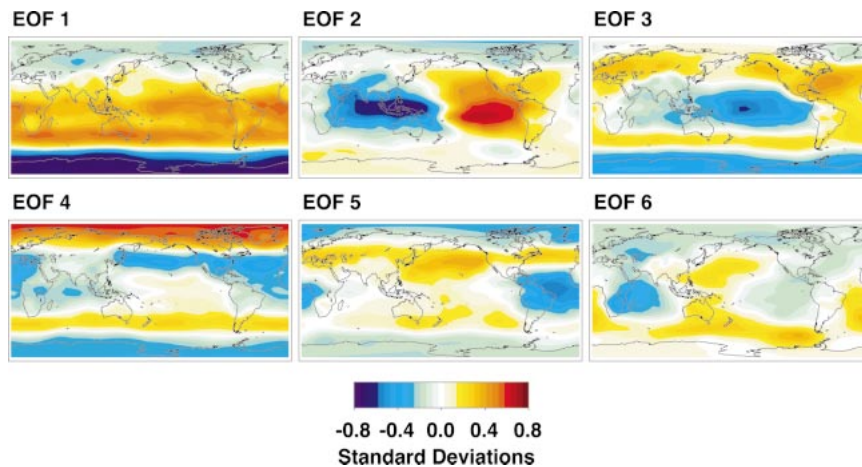 EOF 1
EOF 2
EOF 3
EOF 4
EOF 5
EOF 6
-0.8 -0.4 0.0 0.4 0.8
Standard Deviations